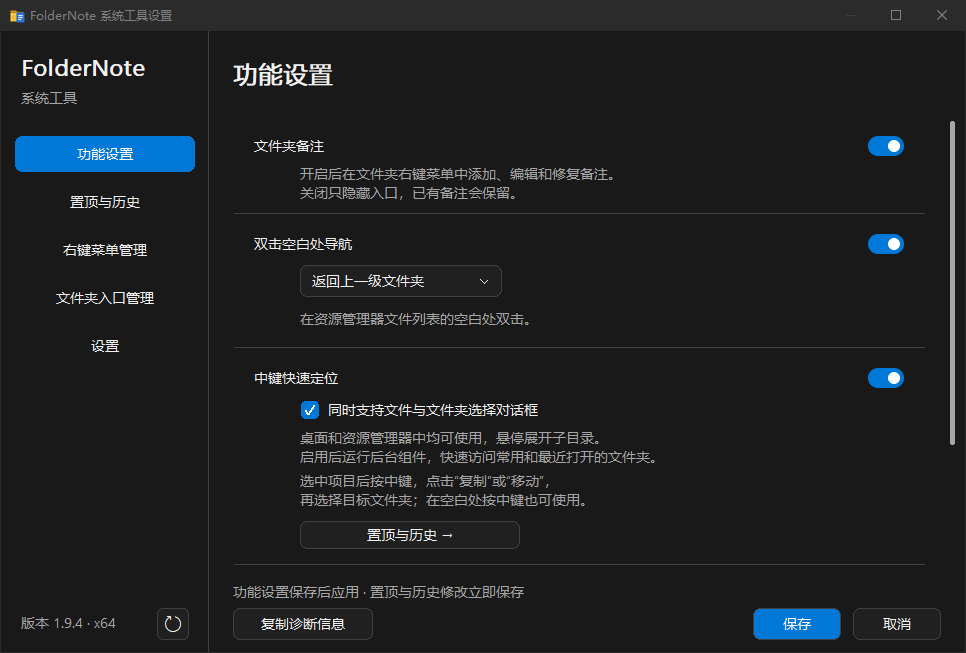 FolderNote 系统工具设置
FolderNote
系统工具
功能设置
置顶与历史
右键菜单管理
文件夹入口管理
设置
版本 1.9.4 · x64
功能设置
文件夹备注
开启后在文件夹右键菜单中添加、编辑和修复备注。
关闭只隐藏入口，已有备注会保留。
双击空白处导航
返回上一级文件夹
在资源管理器文件列表的空白处双击。
中键快速定位
同时支持文件与文件夹选择对话框
桌面和资源管理器中均可使用，悬停展开子目录。
启用后运行后台组件，快速访问常用和最近打开的文件夹。
选中项目后按中键，点击“复制”或“移动”，
再选择目标文件夹；在空白处按中键也可使用。
置顶与历史 →
功能设置保存后应用 · 置顶与历史修改立即保存
复制诊断信息
保存
取消